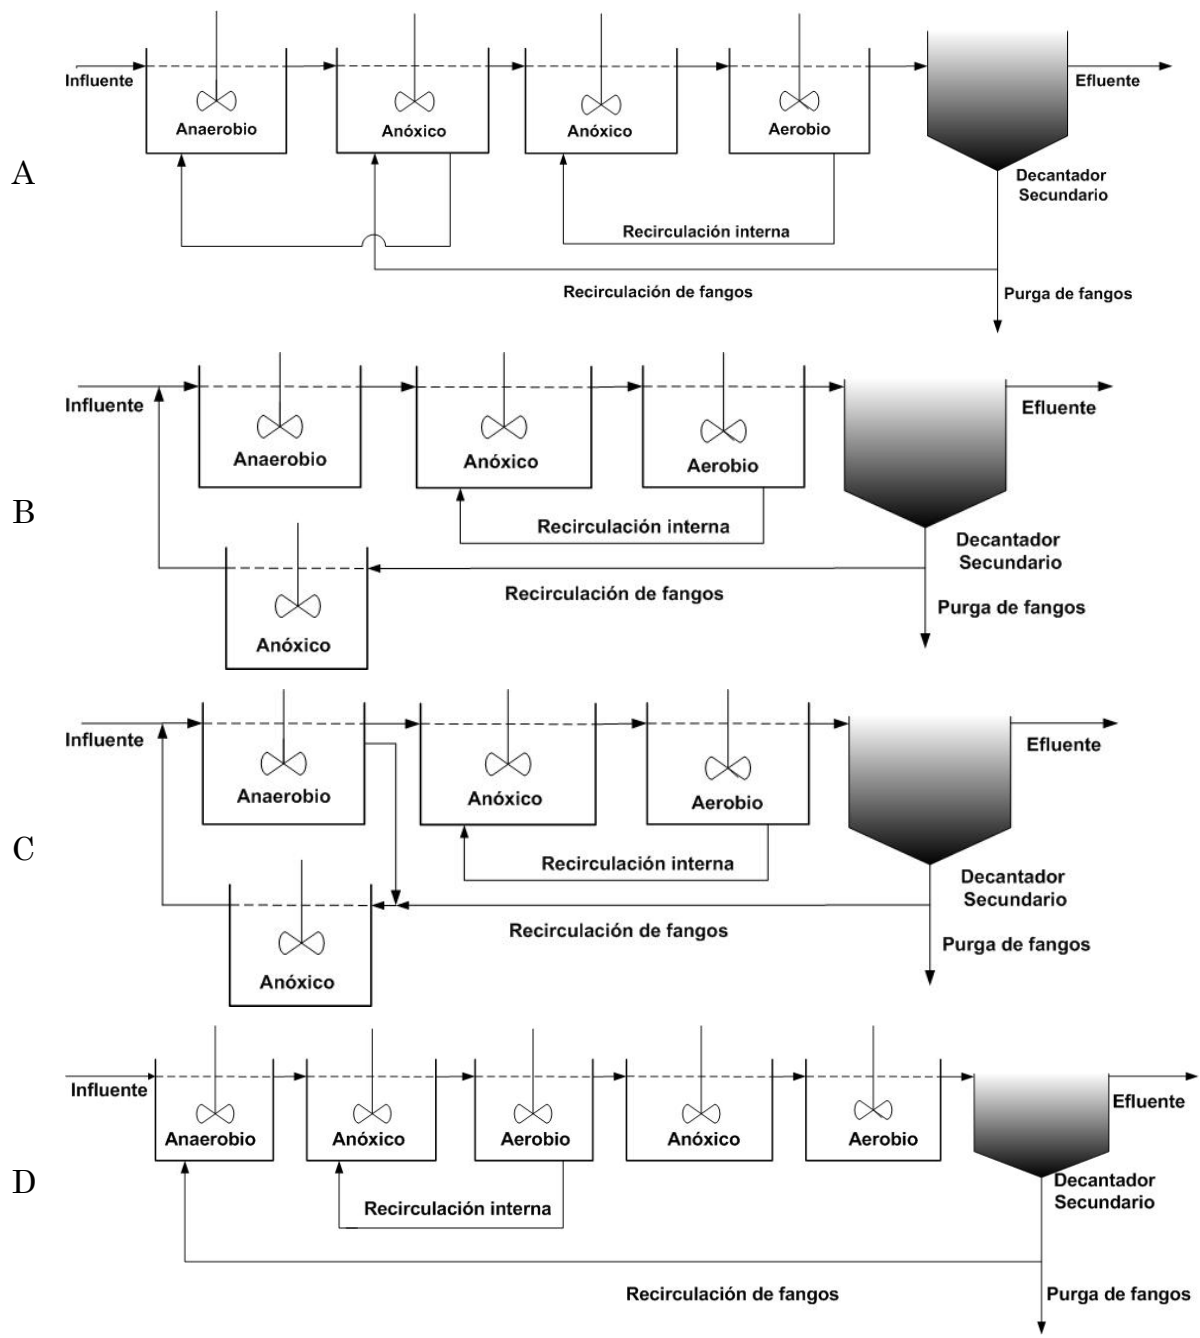 A
Influente
Anaerobio
Anóxico
Anóxico
Aerobio
Efluente
Decantador
Secundario
Recirculación interna
Recirculación de fangos
Purga de fangos
B
Influente
Anaerobio
Anóxico
Aerobio
Efluente
Recirculación interna
Decantador
Secundario
Recirculación de fangos
Purga de fangos
Anóxico
C
Influente
Anaerobio
Anóxico
Aerobio
Efluente
Recirculación interna
Decantador
Secundario
Recirculación de fangos
Purga de fangos
Anóxico
D
Influente
Anaerobio
Anóxico
Aerobio
Anóxico
Aerobio
Efluente
Decantador
Secundario
Recirculación interna
Recirculación de fangos
Purga de fangos